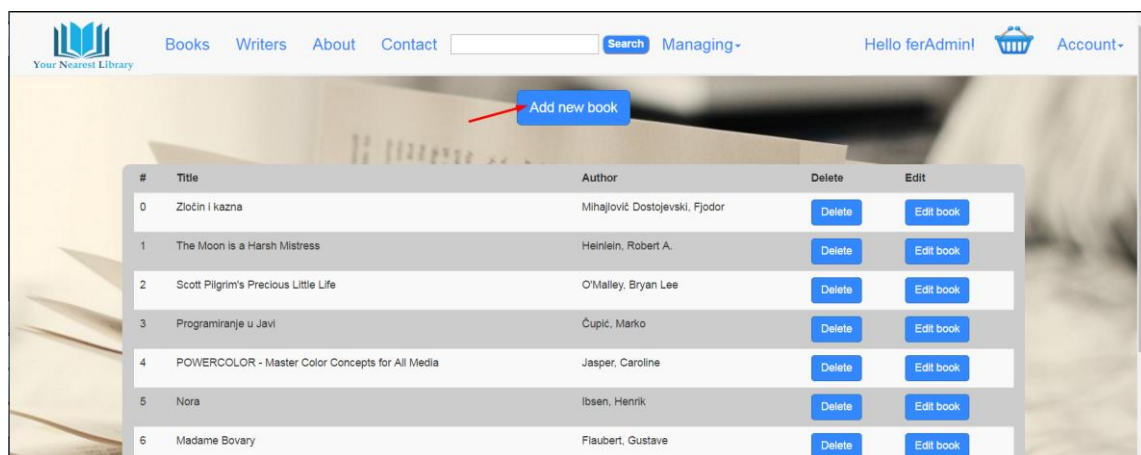 Your Nearest Library
Books Writers About Contact Search Managing Hello ferAdmin! Account
Add new book
# Title Author Delete Edit
0 Zločin i kazna Mihajlovič Dostojevski, Fjodor Delete Edit book
1 The Moon is a Harsh Mistress Heinlein, Robert A. Delete Edit book
2 Scott Pilgrim's Precious Little Life O'Malley, Bryan Lee Delete Edit book
3 Programiranje u Javi Čupić, Marko Delete Edit book
4 POWERCOLOR - Master Color Concepts for All Media Jasper, Caroline Delete Edit book
5 Nora Ibsen, Henrik Delete Edit book
6 Madame Bovary Flaubert, Gustave Delete Edit book